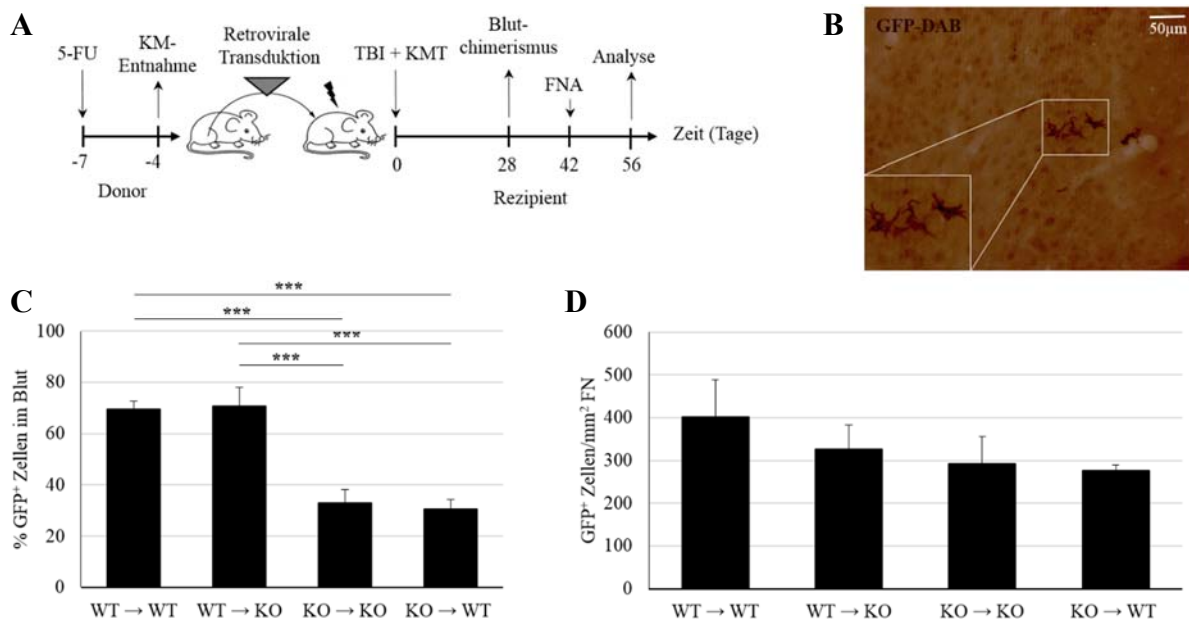 A
5-FU
KM-
Entnahme
Retrovirale
Transduktion
TBI + KMT
Blut-
chimerismus
FNA
Analyse
Zeit (Tage)
-7
-4
0
28
42
56
Donor
Rezipient
B
GFP-DAB
50µm
C
***
***
***
***
% GFP⁺ Zellen im Blut
100
80
60
40
20
0
WT → WT
WT → KO
KO → KO
KO → WT
D
GFP⁺ Zellen/mm² FN
600
500
400
300
200
100
0
WT → WT
WT → KO
KO → KO
KO → WT